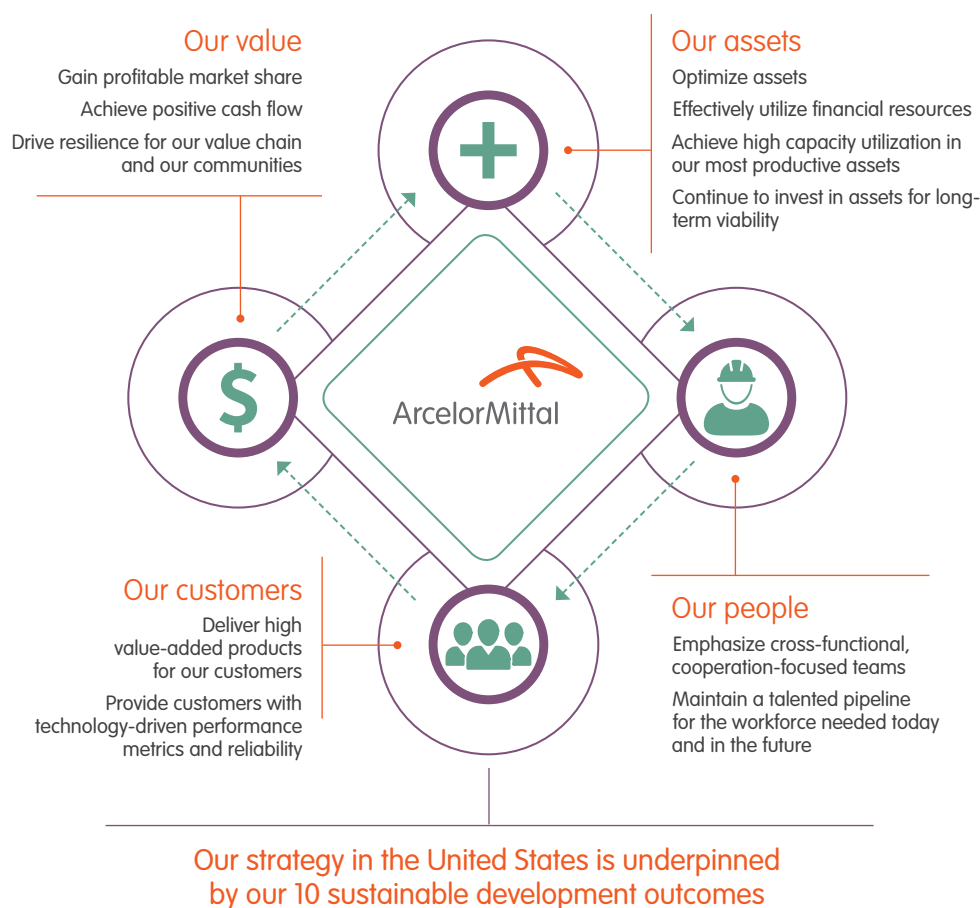 Our value
Gain profitable market share
Achieve positive cash flow
Drive resilience for our value chain
and our communities
Our assets
Optimize assets
Effectively utilize financial resources
Achieve high capacity utilization in
our most productive assets
Continue to invest in assets for long-
term viability
$
ArcelorMittal
Our customers
Deliver high
value-added products
for our customers
Provide customers with
technology-driven performance
metrics and reliability
Our people
Emphasize cross-functional,
cooperation-focused teams
Maintain a talented pipeline
for the workforce needed today
and in the future
Our strategy in the United States is underpinned
by our 10 sustainable development outcomes